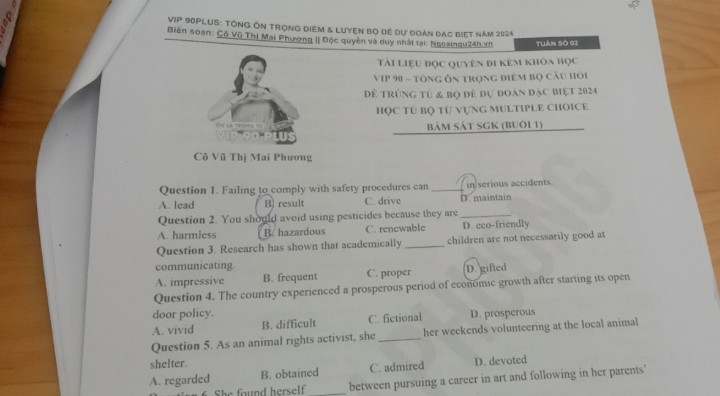 VIP 90PLUS: TỔNG ÔN TRỌNG ĐIỂM & LUYỆN BỘ ĐỀ DỰ ĐOÁN ĐẶC BIỆT NĂM 2024
Biên soạn: Cô Vũ Thị Mai Phương || Độc quyền và duy nhất tại: Ngoaingu24h.vn
TUẦN SỐ 02
TÀI LIỆU ĐỘC QUYỀN ĐI KÈM KHÓA HỌC
VIP 90 – TỔNG ÔN TRỌNG ĐIỂM BỘ CÂU HỎI
ĐỀ TRÚNG TỦ & BỘ ĐỀ DỰ ĐOÁN ĐẶC BIỆT 2024
HỌC TỦ BỘ TỪ VỰNG MULTIPLE CHOICE
BÁM SÁT SGK (BUỔI 1)
VIP 90 PLUS
Cô Vũ Thị Mai Phương
Question 1. Failing to comply with safety procedures can ______ in serious accidents.
A. lead B. result C. drive D. maintain
Question 2. You should avoid using pesticides because they are ______
A. harmless B. hazardous C. renewable D. eco-friendly
Question 3. Research has shown that academically ______ children are not necessarily good at
communicating.
A. impressive B. frequent C. proper D. gifted
Question 4. The country experienced a prosperous period of economic growth after starting its open
door policy.
A. vivid B. difficult C. fictional D. prosperous
Question 5. As an animal rights activist, she ______ her weekends volunteering at the local animal
shelter.
A. regarded B. obtained C. admired D. devoted
She found herself ______ between pursuing a career in art and following in her parents'